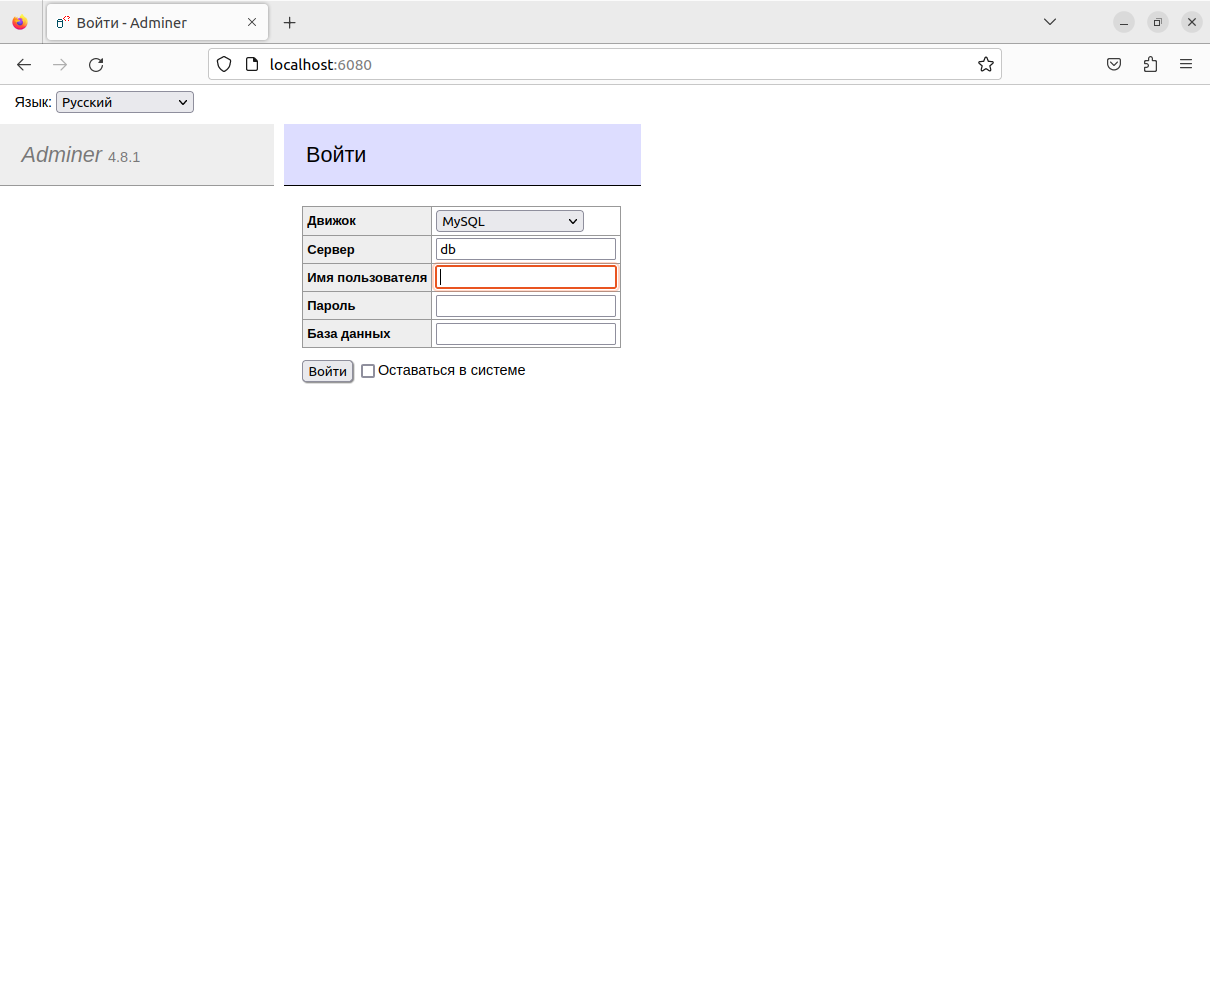 Войти - Adminer
localhost:6080
Язык: Русский
Adminer 4.8.1
Войти
Движок MySQL
Сервер db
Имя пользователя
Пароль
База данных
Войти Оставаться в системе